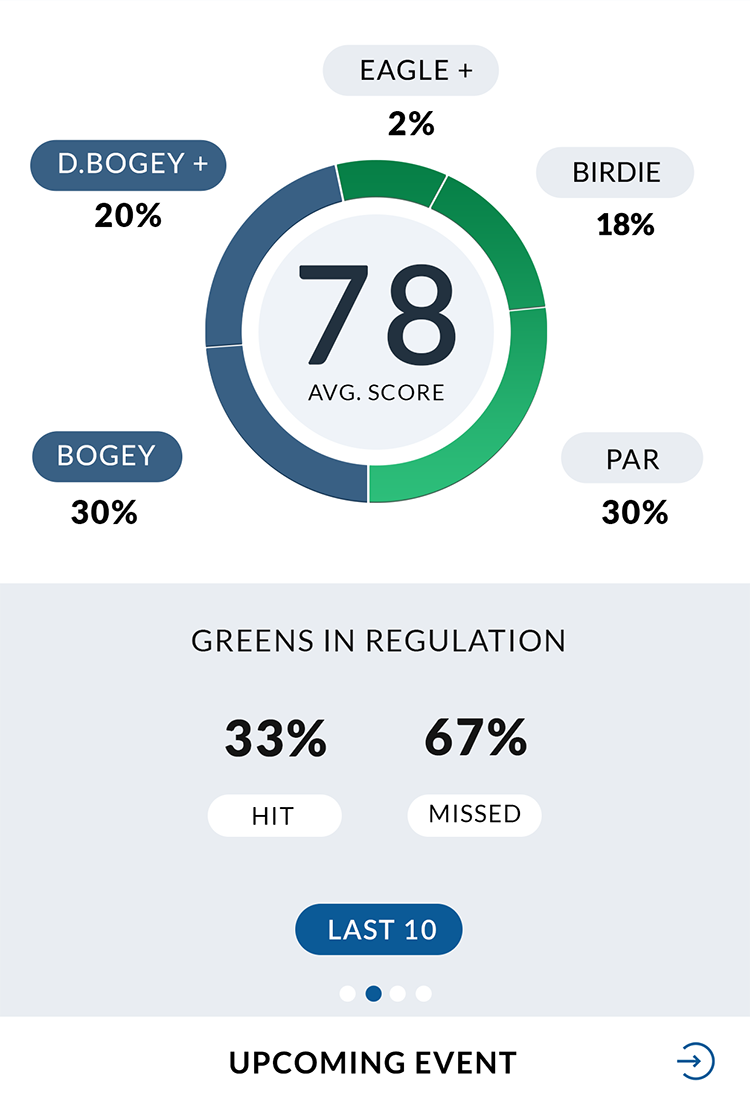 EAGLE +
2%
D.BOGEY +
20%
BIRDIE
18%
78
AVG. SCORE
BOGEY
30%
PAR
30%
GREENS IN REGULATION
33%
67%
HIT
MISSED
LAST 10
UPCOMING EVENT